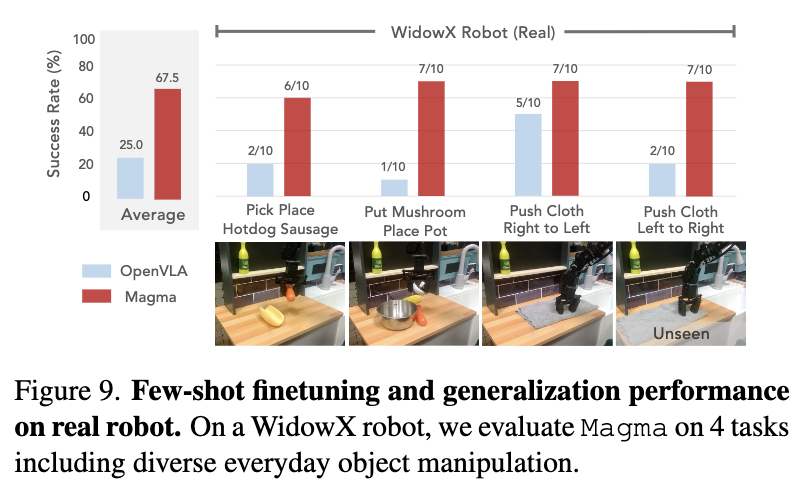 WidowX Robot (Real)
Success Rate (%)
100
80
60
40
20
0
25.0
67.5
Average
2/10
6/10
Pick Place
Hotdog Sausage
1/10
7/10
Put Mushroom
Place Pot
5/10
7/10
Push Cloth
Right to Left
2/10
7/10
Push Cloth
Left to Right
OpenVLA
Magma
Unseen
Figure 9. Few-shot finetuning and generalization performance
on real robot. On a WidowX robot, we evaluate Magma on 4 tasks
including diverse everyday object manipulation.